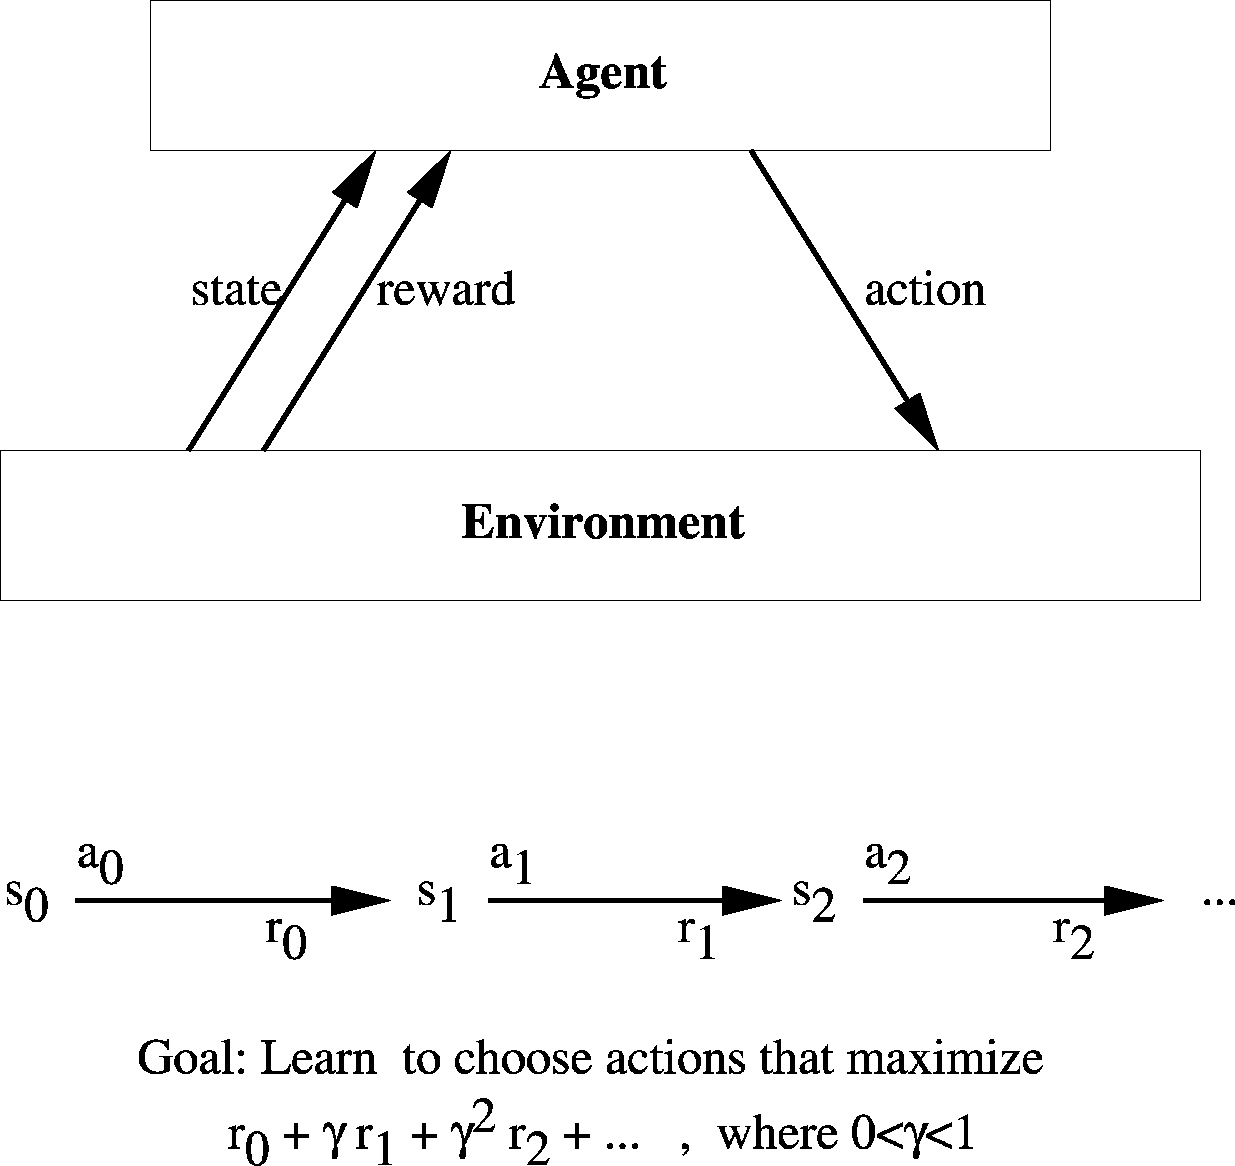 Agent
state reward action
Environment
a0 a1 a2
s0 s1 s2 ...
r0 r1 r2
Goal: Learn to choose actions that maximize
r0 + γ r1 + γ² r2 + ... , where 0<γ<1